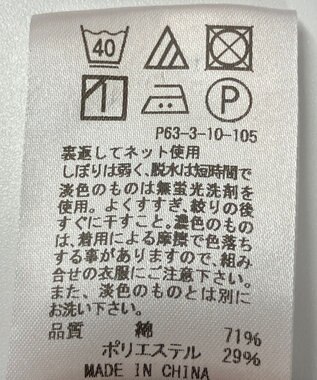 40
P
P63-3-10-105
裏返してネット使用
しぼりは弱く、脱水は短時間で
淡色のものは無蛍光洗剤を
使用。よくすすぎ、絞りの後
すぐに干すこと。濃色のもの
は、着用による摩擦で色落ち
する事がありますので、組み
合せの衣服にご注意下さい。
また、淡色のものとは別に
お洗い下さい。
品質 綿 71%
ポリエステル 29%
MADE IN CHINA